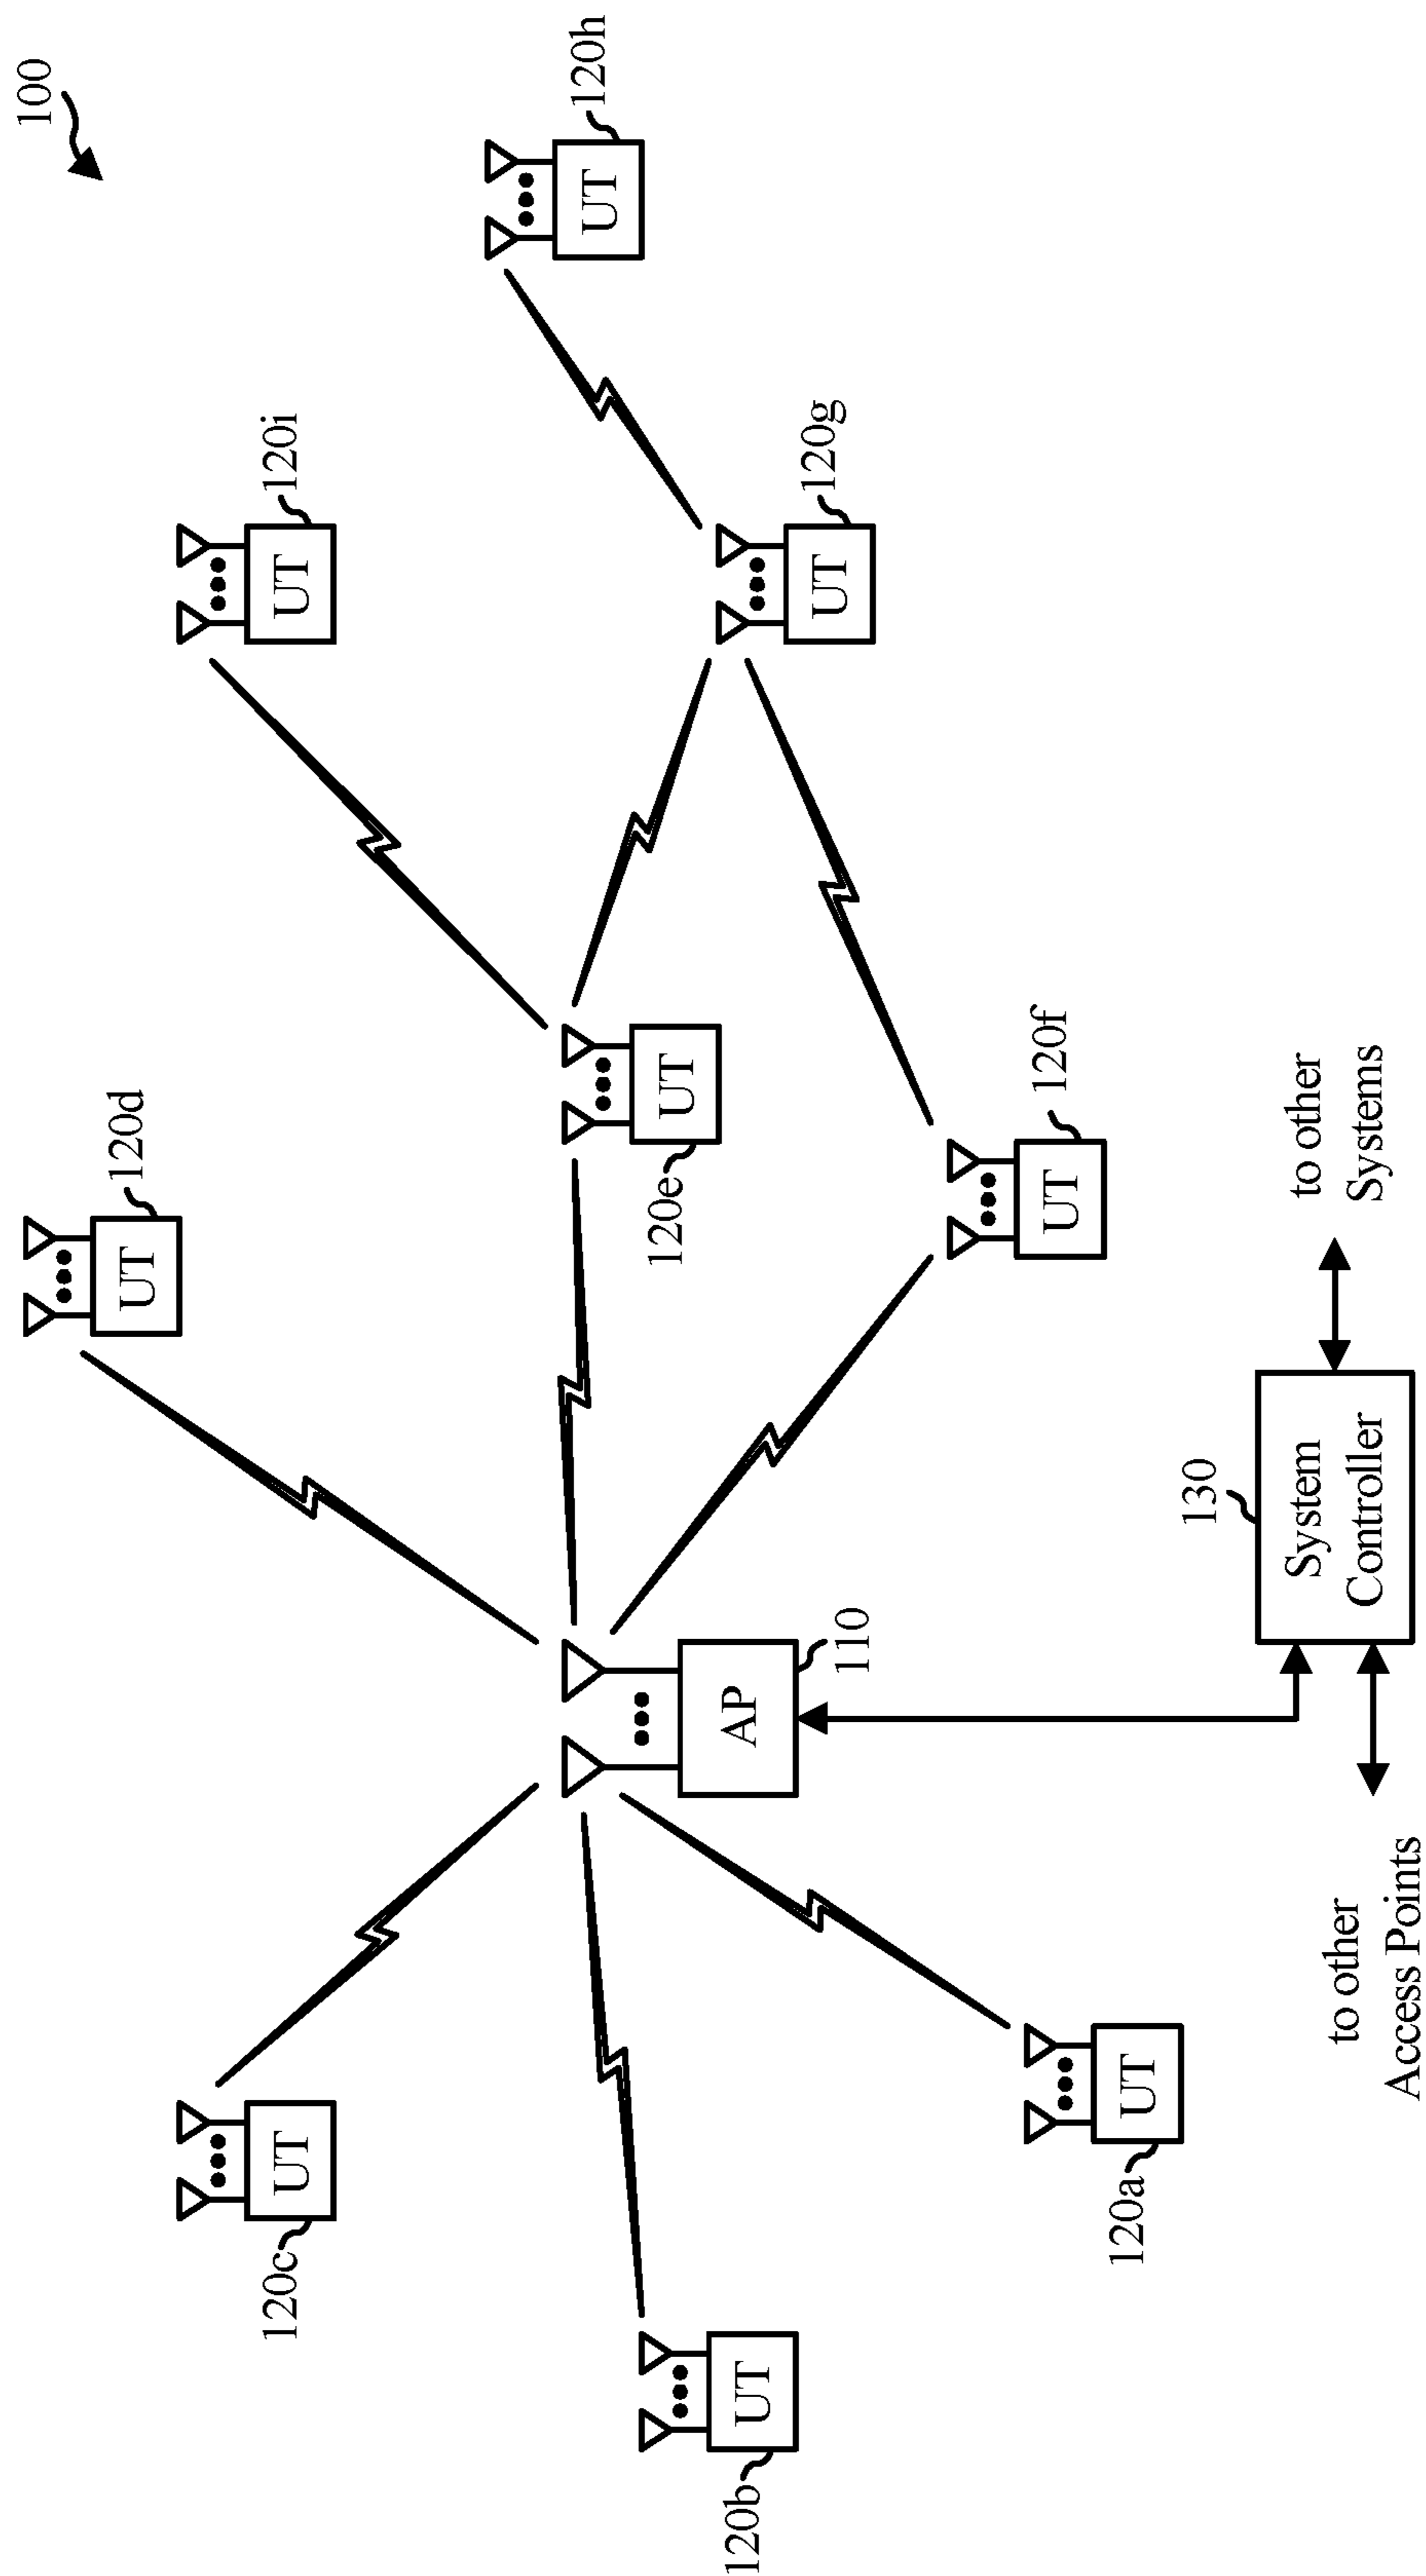 100
120d
UT
120c
UT
120i
UT
120h
UT
120e
UT
AP
110
120b
UT
120g
UT
120f
UT
120a
UT
130
System
Controller
to other
Systems
to other
Access Points